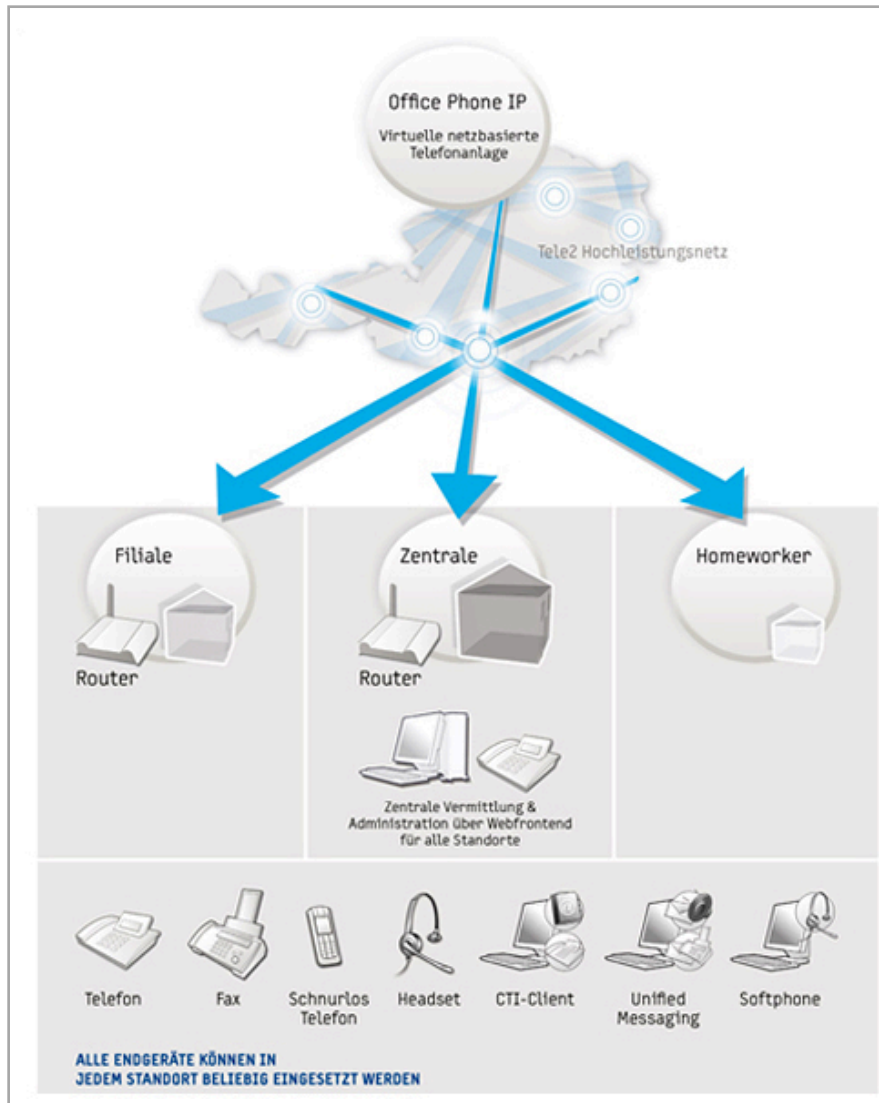 Office Phone IP
Virtuelle netzbasierte
Telefonanlage
Tele2 Hochleistungsnetz
Filiale
Router
Zentrale
Router
Homeworker
Zentrale Vermittlung &
Administration über Webfrontend
für alle Standorte
Telefon
Fax
Schnurlos
Telefon
Headset
CTI-Client
Unified
Messaging
Softphone
ALLE ENDGERÄTE KÖNNEN IN
JEDEM STANDORT BELIEBIG EINGESETZT WERDEN